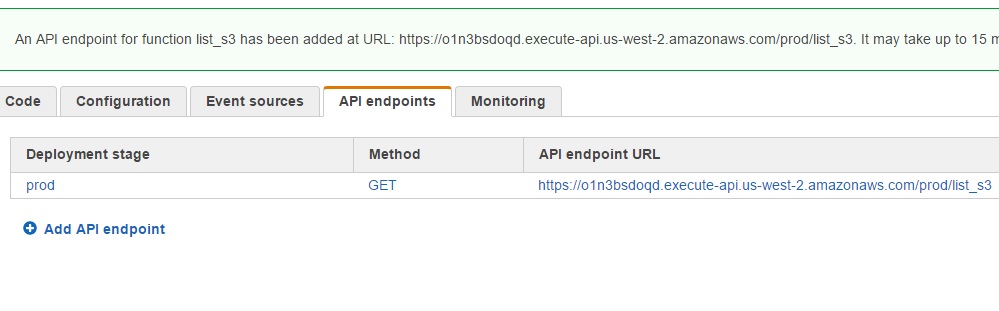 An API endpoint for function list_s3 has been added at URL: https://o1n3bsdoqd.execute-api.us-west-2.amazonaws.com/prod/list_s3. It may take up to 15
Code Configuration Event sources API endpoints Monitoring
Deployment stage Method API endpoint URL
prod GET https://o1n3bsdoqd.execute-api.us-west-2.amazonaws.com/prod/list_s3
Add API endpoint